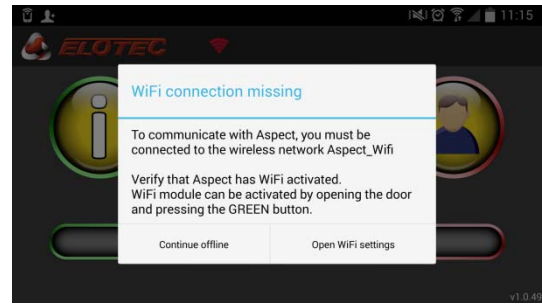 11:15
ELOTEC
WiFi connection missing
To communicate with Aspect, you must be
connected to the wireless network Aspect_Wifi
Verify that Aspect has WiFi activated.
WiFi module can be activated by opening the door
and pressing the GREEN button.
Continue offline
Open WiFi settings
v1.0.49